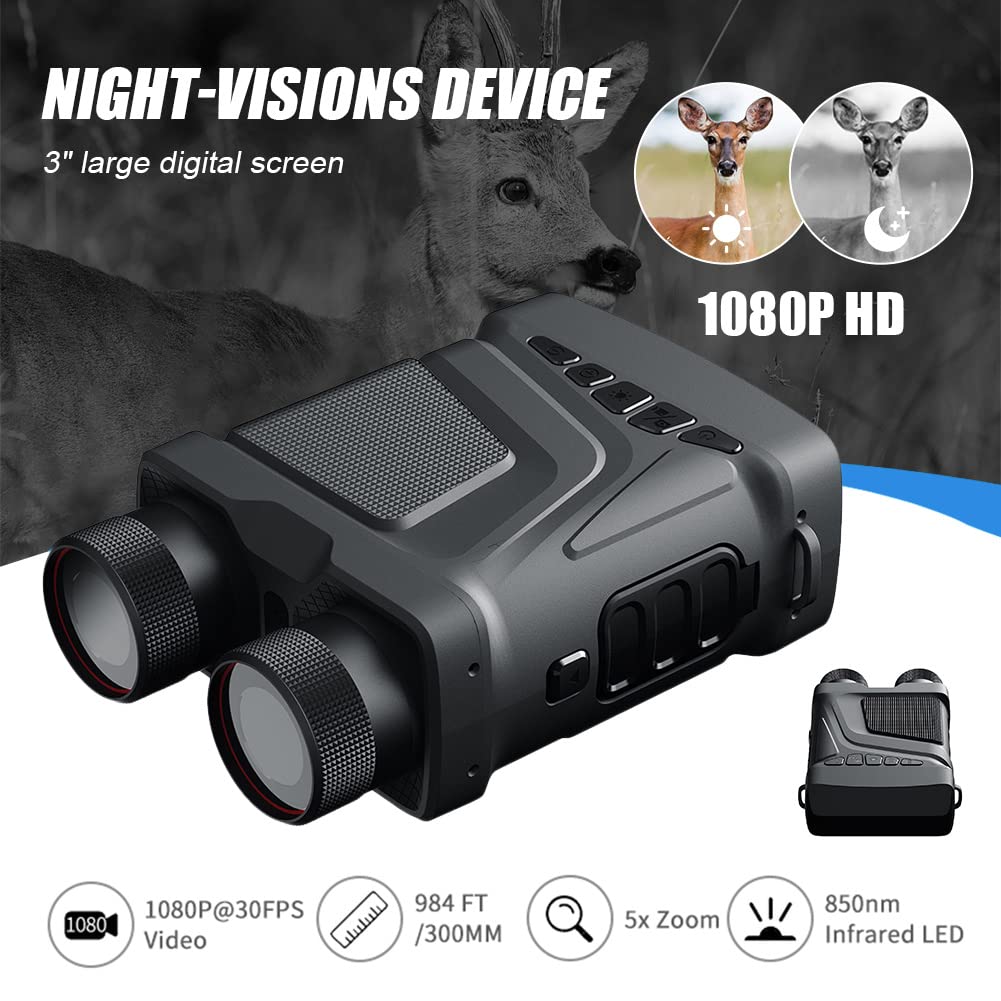 NIGHT-VISIONS DEVICE
3" large digital screen
1080P HD
1080
1080P@30FPS
Video
984 FT
/300MM
5x Zoom
850nm
Infrared LED